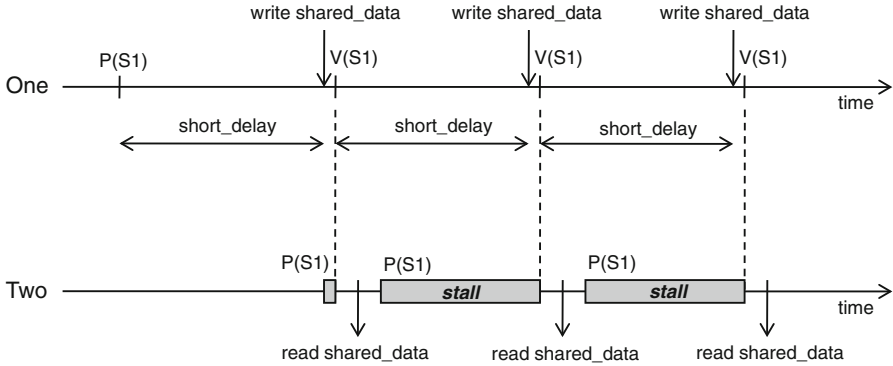 write shared_data write shared_data write shared_data
P(S1) V(S1) V(S1) V(S1)
One
time
short_delay short_delay short_delay
P(S1) P(S1) P(S1)
Two stall stall
time
read shared_data read shared_data read shared_data